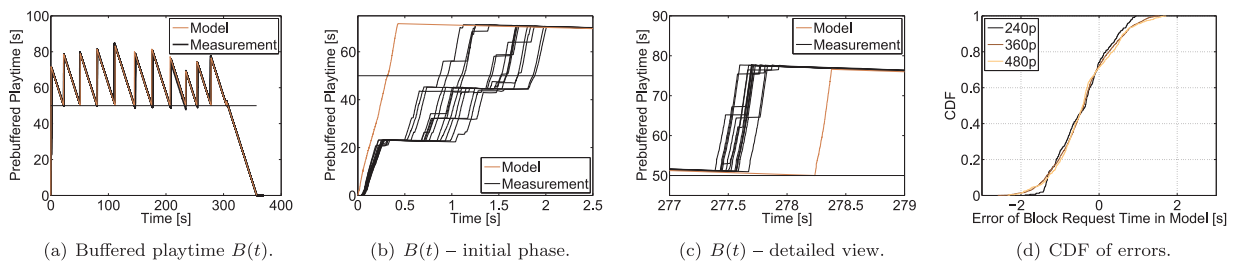 100
80
60
40
20
0
Prebuffered Playtime [s]
Model
Measurement
0 100 200 300 400
Time [s]
(a) Buffered playtime B(t).
60
40
20
0
Prebuffered Playtime [s]
Model
Measurement
0 0.5 1 1.5 2 2.5
Time [s]
(b) B(t) – initial phase.
90
80
70
60
50
Prebuffered Playtime [s]
Model
Measurement
277 277.5 278 278.5 279
Time [s]
(c) B(t) – detailed view.
1
0.8
0.6
0.4
0.2
0
CDF
240p
360p
480p
−2 0 2
Error of Block Request Time in Model [s]
(d) CDF of errors.